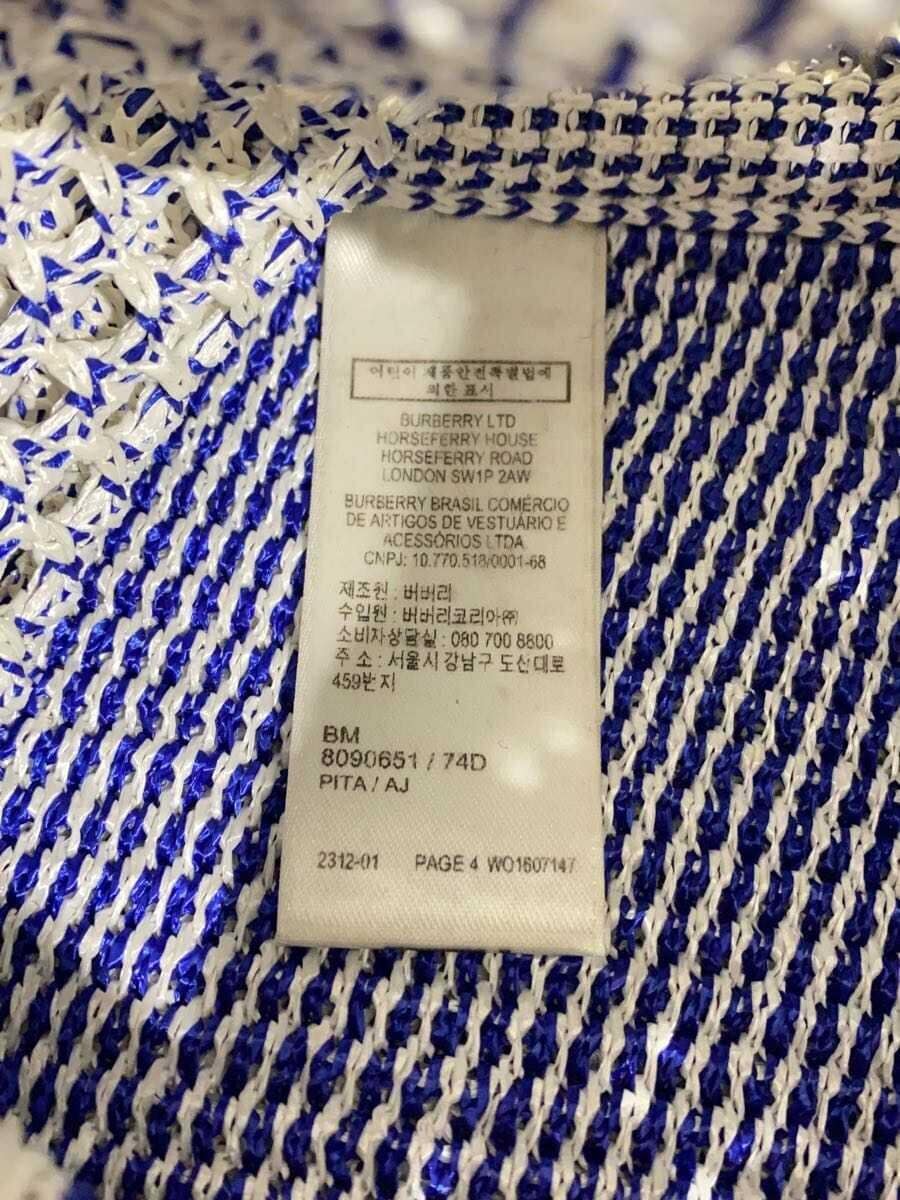 어린이 제품안전특별법에
의한 표시
BURBERRY LTD
HORSEFERRY HOUSE
HORSEFERRY ROAD
LONDON SW1P 2AW
BURBERRY BRASIL COMÉRCIO
DE ARTIGOS DE VESTUÁRIO E
ACESSÓRIOS LTDA
CNPJ: 10.770.518/0001-68
제조원 : 버버리
수입원 : 버버리코리아㈜
소비자상담실 : 080 700 8800
주 소 : 서울시 강남구 도산대로
459번지
BM
8090651 / 74D
PITA / AJ
2312-01 PAGE 4 WO1607147